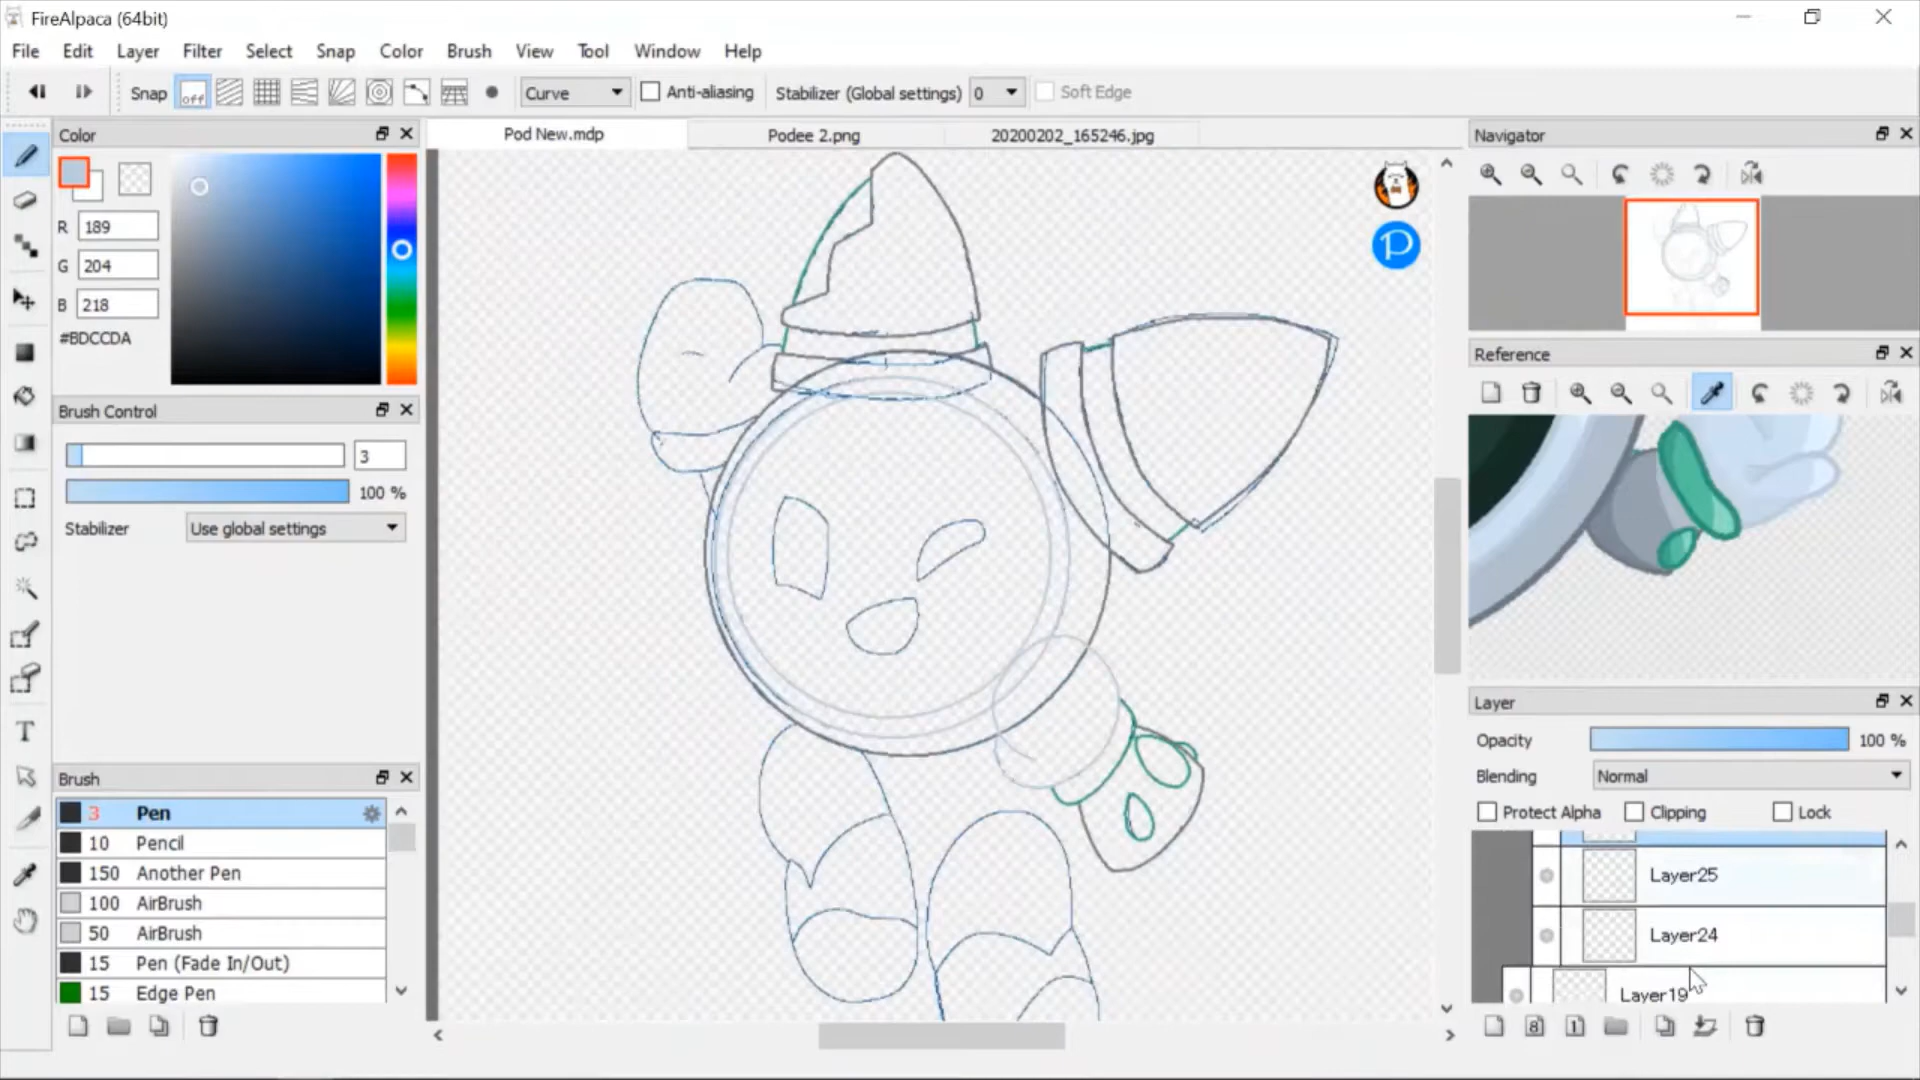 FireAlpaca (64bit)
File Edit Layer Filter Select Snap Color Brush View Tool Window Help
Snap off Curve Anti-aliasing Stabilizer (Global settings) 0 Soft Edge
Color
R 189
G 204
B 218
#BDCCDA
Brush Control
3
100 %
Stabilizer Use global settings
Brush
3 Pen
10 Pencil
150 Another Pen
100 AirBrush
50 AirBrush
15 Pen (Fade In/Out)
15 Edge Pen
Pod New.mdp Podee 2.png 20200202_165246.jpg
P
Navigator
Reference
Layer
Opacity 100 %
Blending Normal
Protect Alpha Clipping Lock
Layer25
Layer24
Layer19
8 1
T